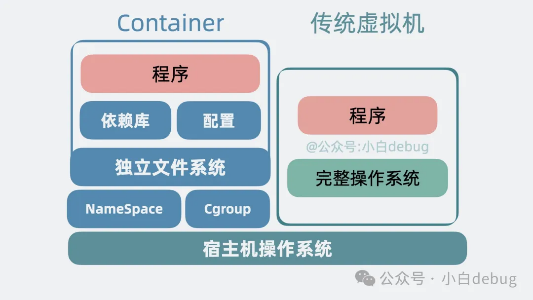 Container
传统虚拟机
程序
依赖库
配置
独立文件系统
NameSpace
Cgroup
程序
@公众号:小白debug
完整操作系统
宿主机操作系统
公众号 · 小白debug